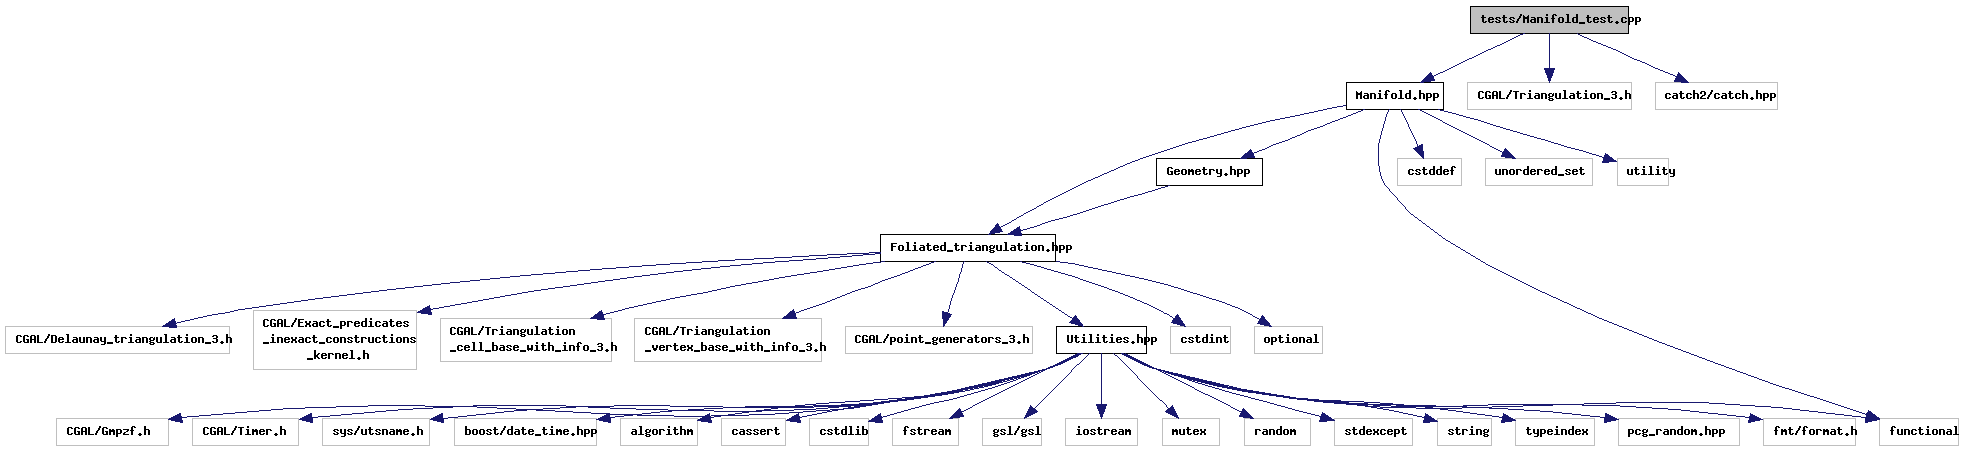 tests/Manifold_test.cpp
Manifold.hpp
CGAL/Triangulation_3.h
catch2/catch.hpp
Geometry.hpp
cstddef
unordered_set
utility
Foliated_triangulation.hpp
CGAL/Delaunay_triangulation_3.h
CGAL/Exact_predicates
_inexact_constructions
_kernel.h
CGAL/Triangulation
_cell_base_with_info_3.h
CGAL/Triangulation
_vertex_base_with_info_3.h
CGAL/point_generators_3.h
Utilities.hpp
cstdint
optional
CGAL/Gmpzf.h
CGAL/Timer.h
sys/utsname.h
boost/date_time.hpp
algorithm
cassert
cstdlib
fstream
gsl/gsl
iostream
mutex
random
stdexcept
string
typeindex
pcg_random.hpp
fmt/format.h
functional